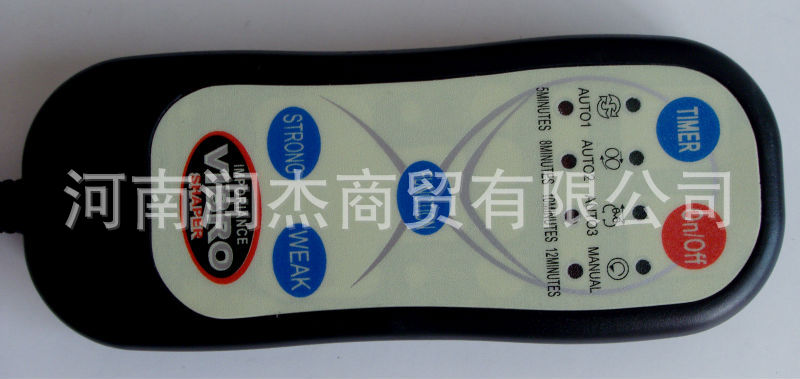 TIMER On/Off
AUTO1 AUTO2 AUTO3 MANUAL
5MINUTES 8MINUTES 10MINUTES 12MINUTES
STRONG WEAK
SHAPER
河南润杰商贸有限公司